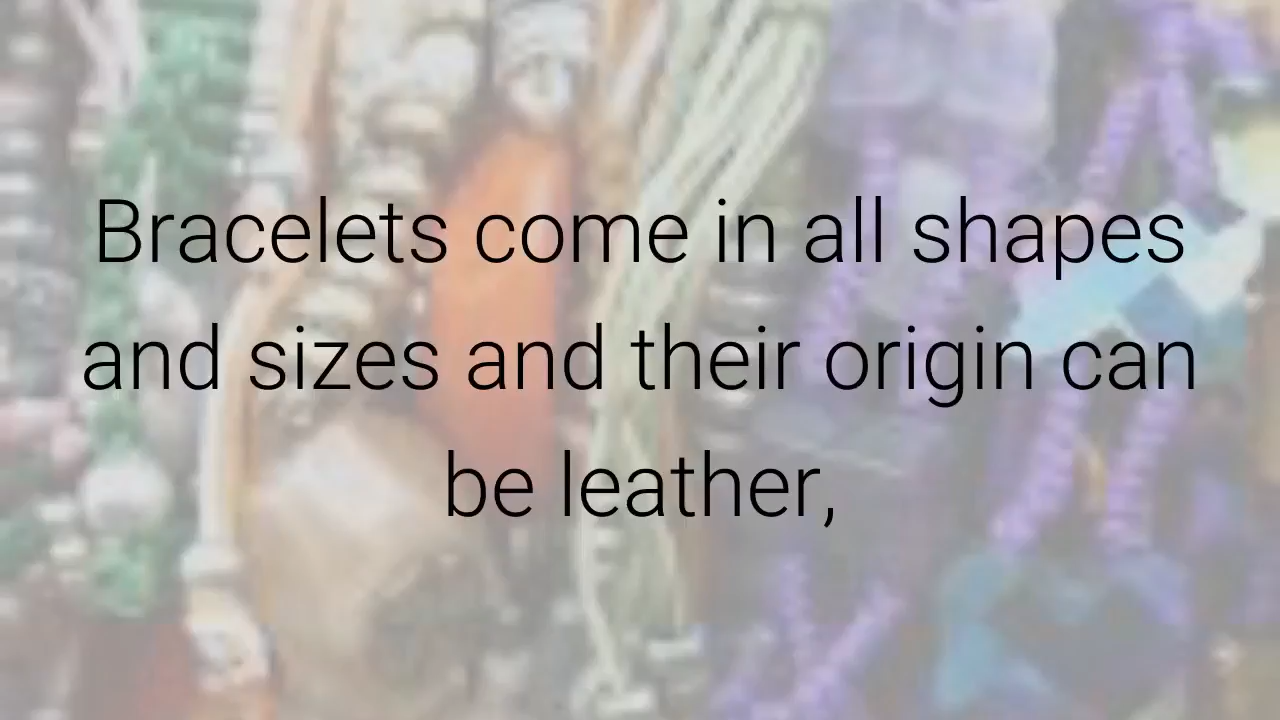 Bracelets come in all shapes
and sizes and their origin can
be leather,